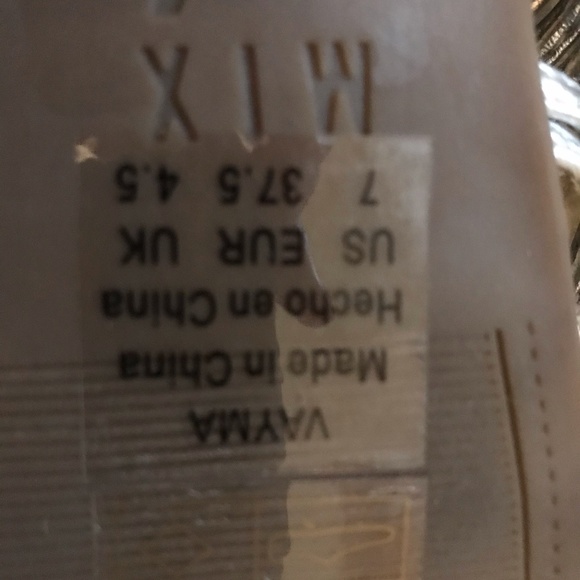 VAYMA
Made in China
Hecho en China
US EUR UK
7 37.5 4.5
MIX